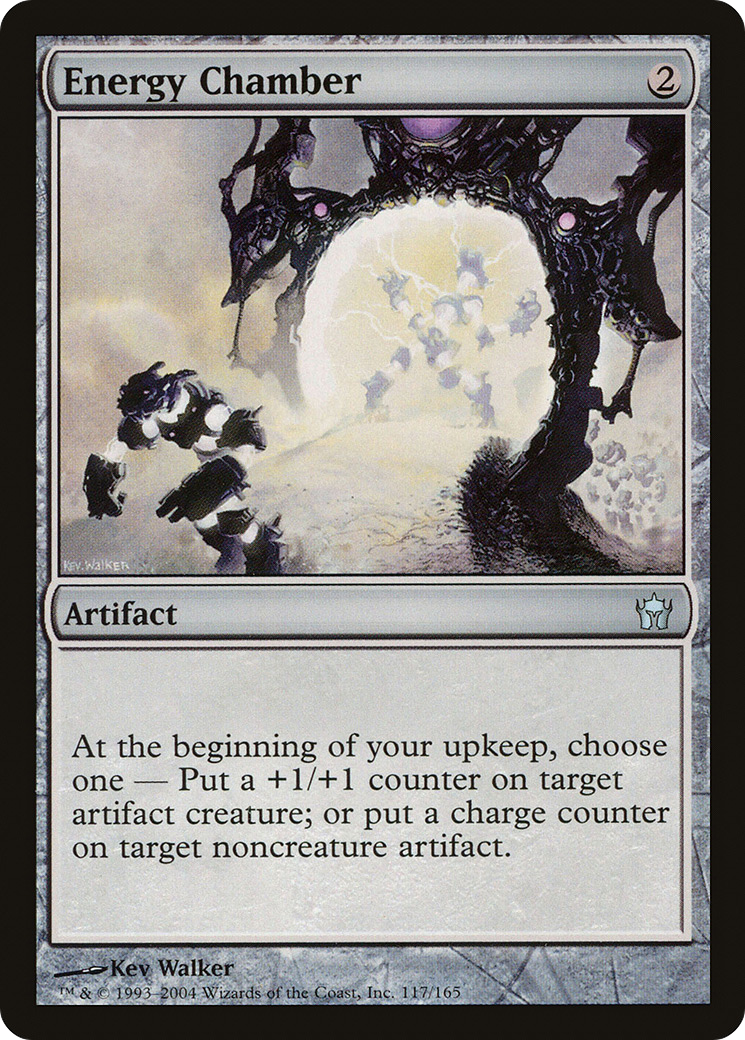 Energy Chamber 2
KEV.WALKER
Artifact
At the beginning of your upkeep, choose
one — Put a +1/+1 counter on target
artifact creature; or put a charge counter
on target noncreature artifact.
Kev Walker
™ & © 1993–2004 Wizards of the Coast, Inc. 117/165